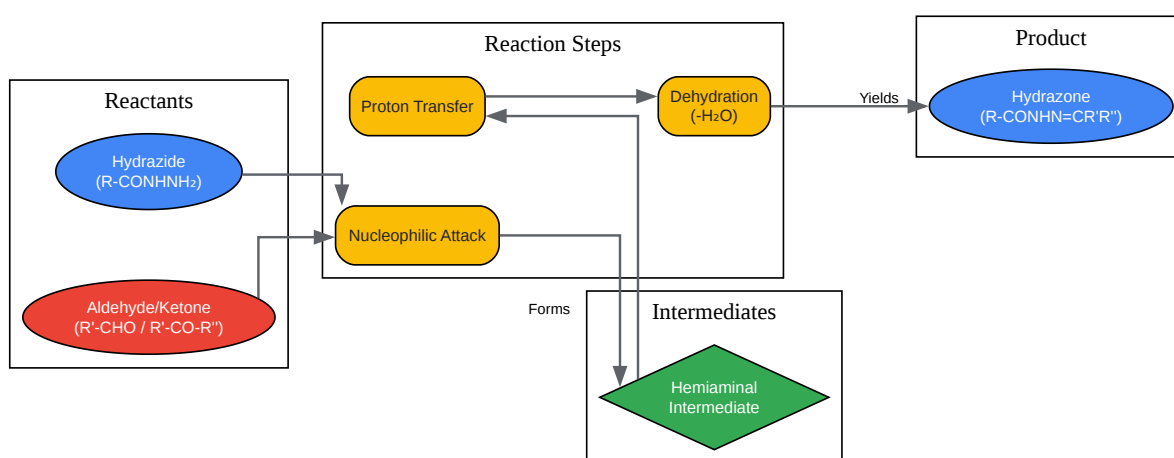 Reactants
Hydrazide
(R-CONHNH₂)
Aldehyde/Ketone
(R'-CHO / R'-CO-R")
Reaction Steps
Proton Transfer
Dehydration
(-H₂O)
Nucleophilic Attack
Forms
Intermediates
Hemiaminal
Intermediate
Yields
Product
Hydrazone
(R-CONHN=CR'R")